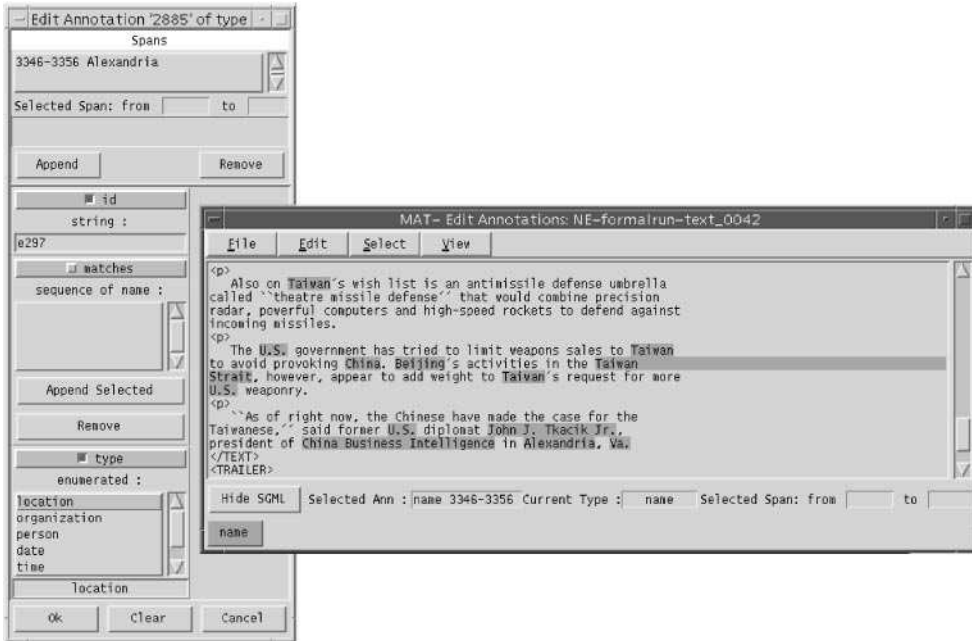 Edit Annotation '2885' of type
Spans
3346-3356 Alexandria
Selected Span: from to
Append Remove
id
string :
e297
matches
sequence of name :
Append Selected
Remove
type
enumerated :
location
organization
person
date
time
location
Ok Clear Cancel
MAT- Edit Annotations: NE-formalrun-text_0042
File Edit Select View
<p>
Also on Taiwan´s wish list is an antimissile defense umbrella
called ``theatre missile defense´´ that would combine precision
radar, powerful computers and high-speed rockets to defend against
incoming missiles.
<p>
The U.S. government has tried to limit weapons sales to Taiwan
to avoid provoking China. Beijing´s activities in the Taiwan
Strait, however, appear to add weight to Taiwan´s request for more
U.S. weaponry.
<p>
``As of right now, the Chinese have made the case for the
Taiwanese,´´ said former U.S. diplomat John J. Tkacik Jr.,
president of China Business Intelligence in Alexandria, Va.
</TEXT>
<TRAILER>
Hide SGML Selected Ann : name 3346-3356 Current Type : name Selected Span: from to
name